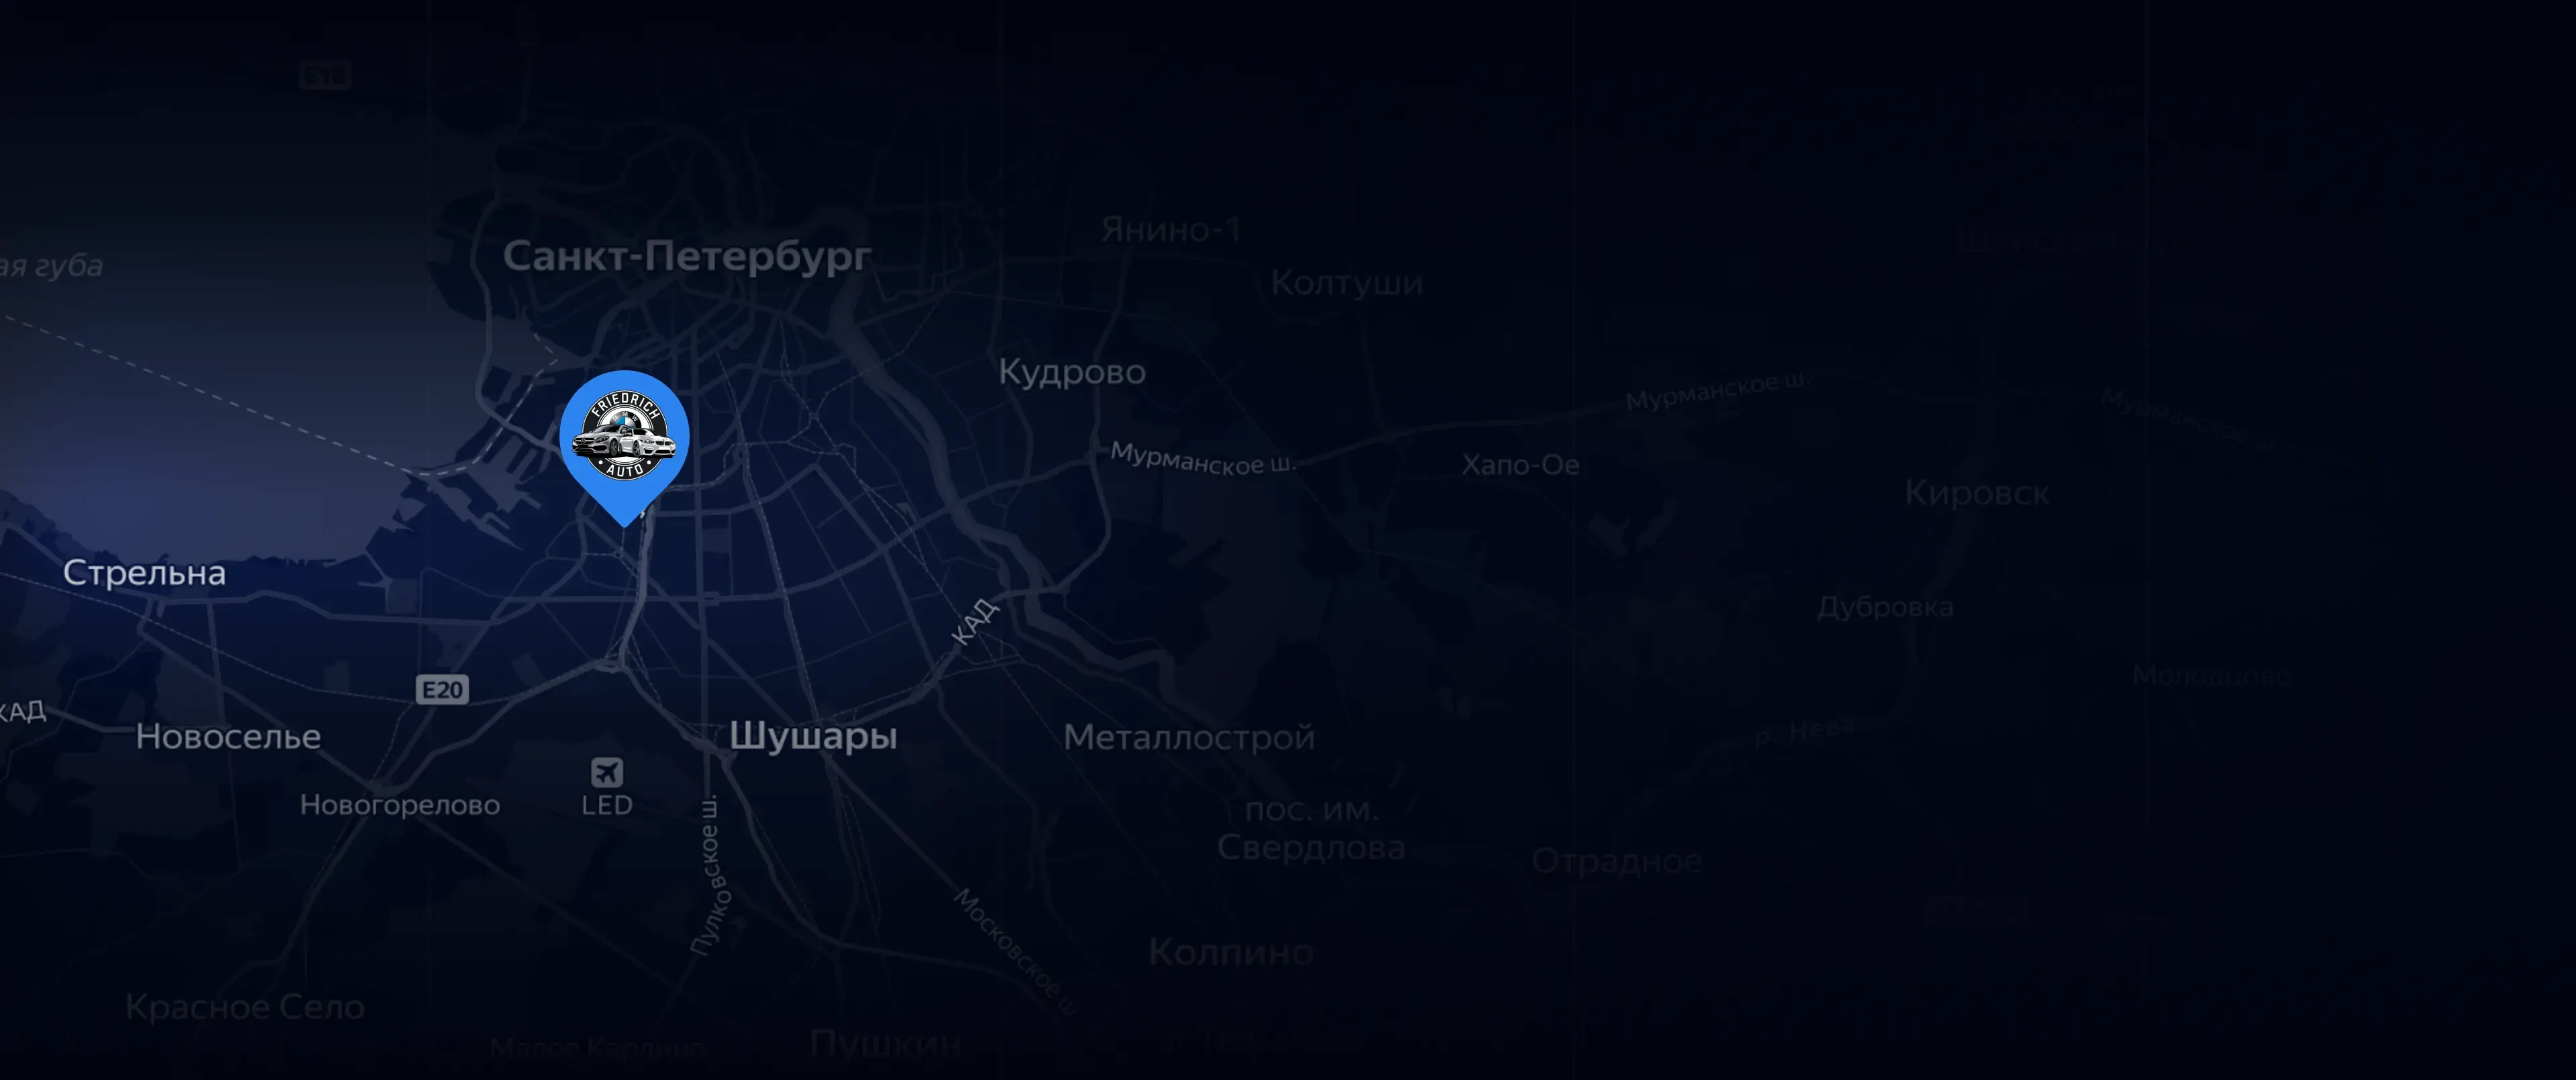 E18
Янино-1
Санкт-Петербург
ая губа
Колтуши
Кудрово
Мурманское ш.
Мурманское ш.
FRIEDRICH
AUTO
Мурманское ш.
Хапо-Ое
Кировск
Стрельна
Дубровка
КАД
Молодцово
E20
КАД
Новоселье
Шушары
Металлострой
р. Нева
LED
Новогорелово
пос. им.
Свердлова
Отрадное
Пулковское ш.
Московское ш.
Колпино
Красное Село
Малое Карлино
Пушкин